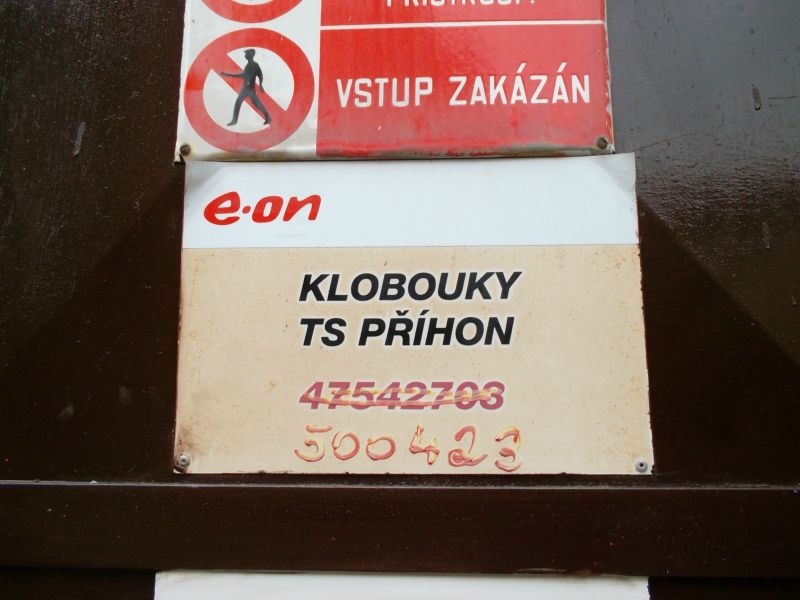 VSTUP ZAKÁZÁN
e·on
KLOBOUKY
TS PŘÍHON
47542703
500423